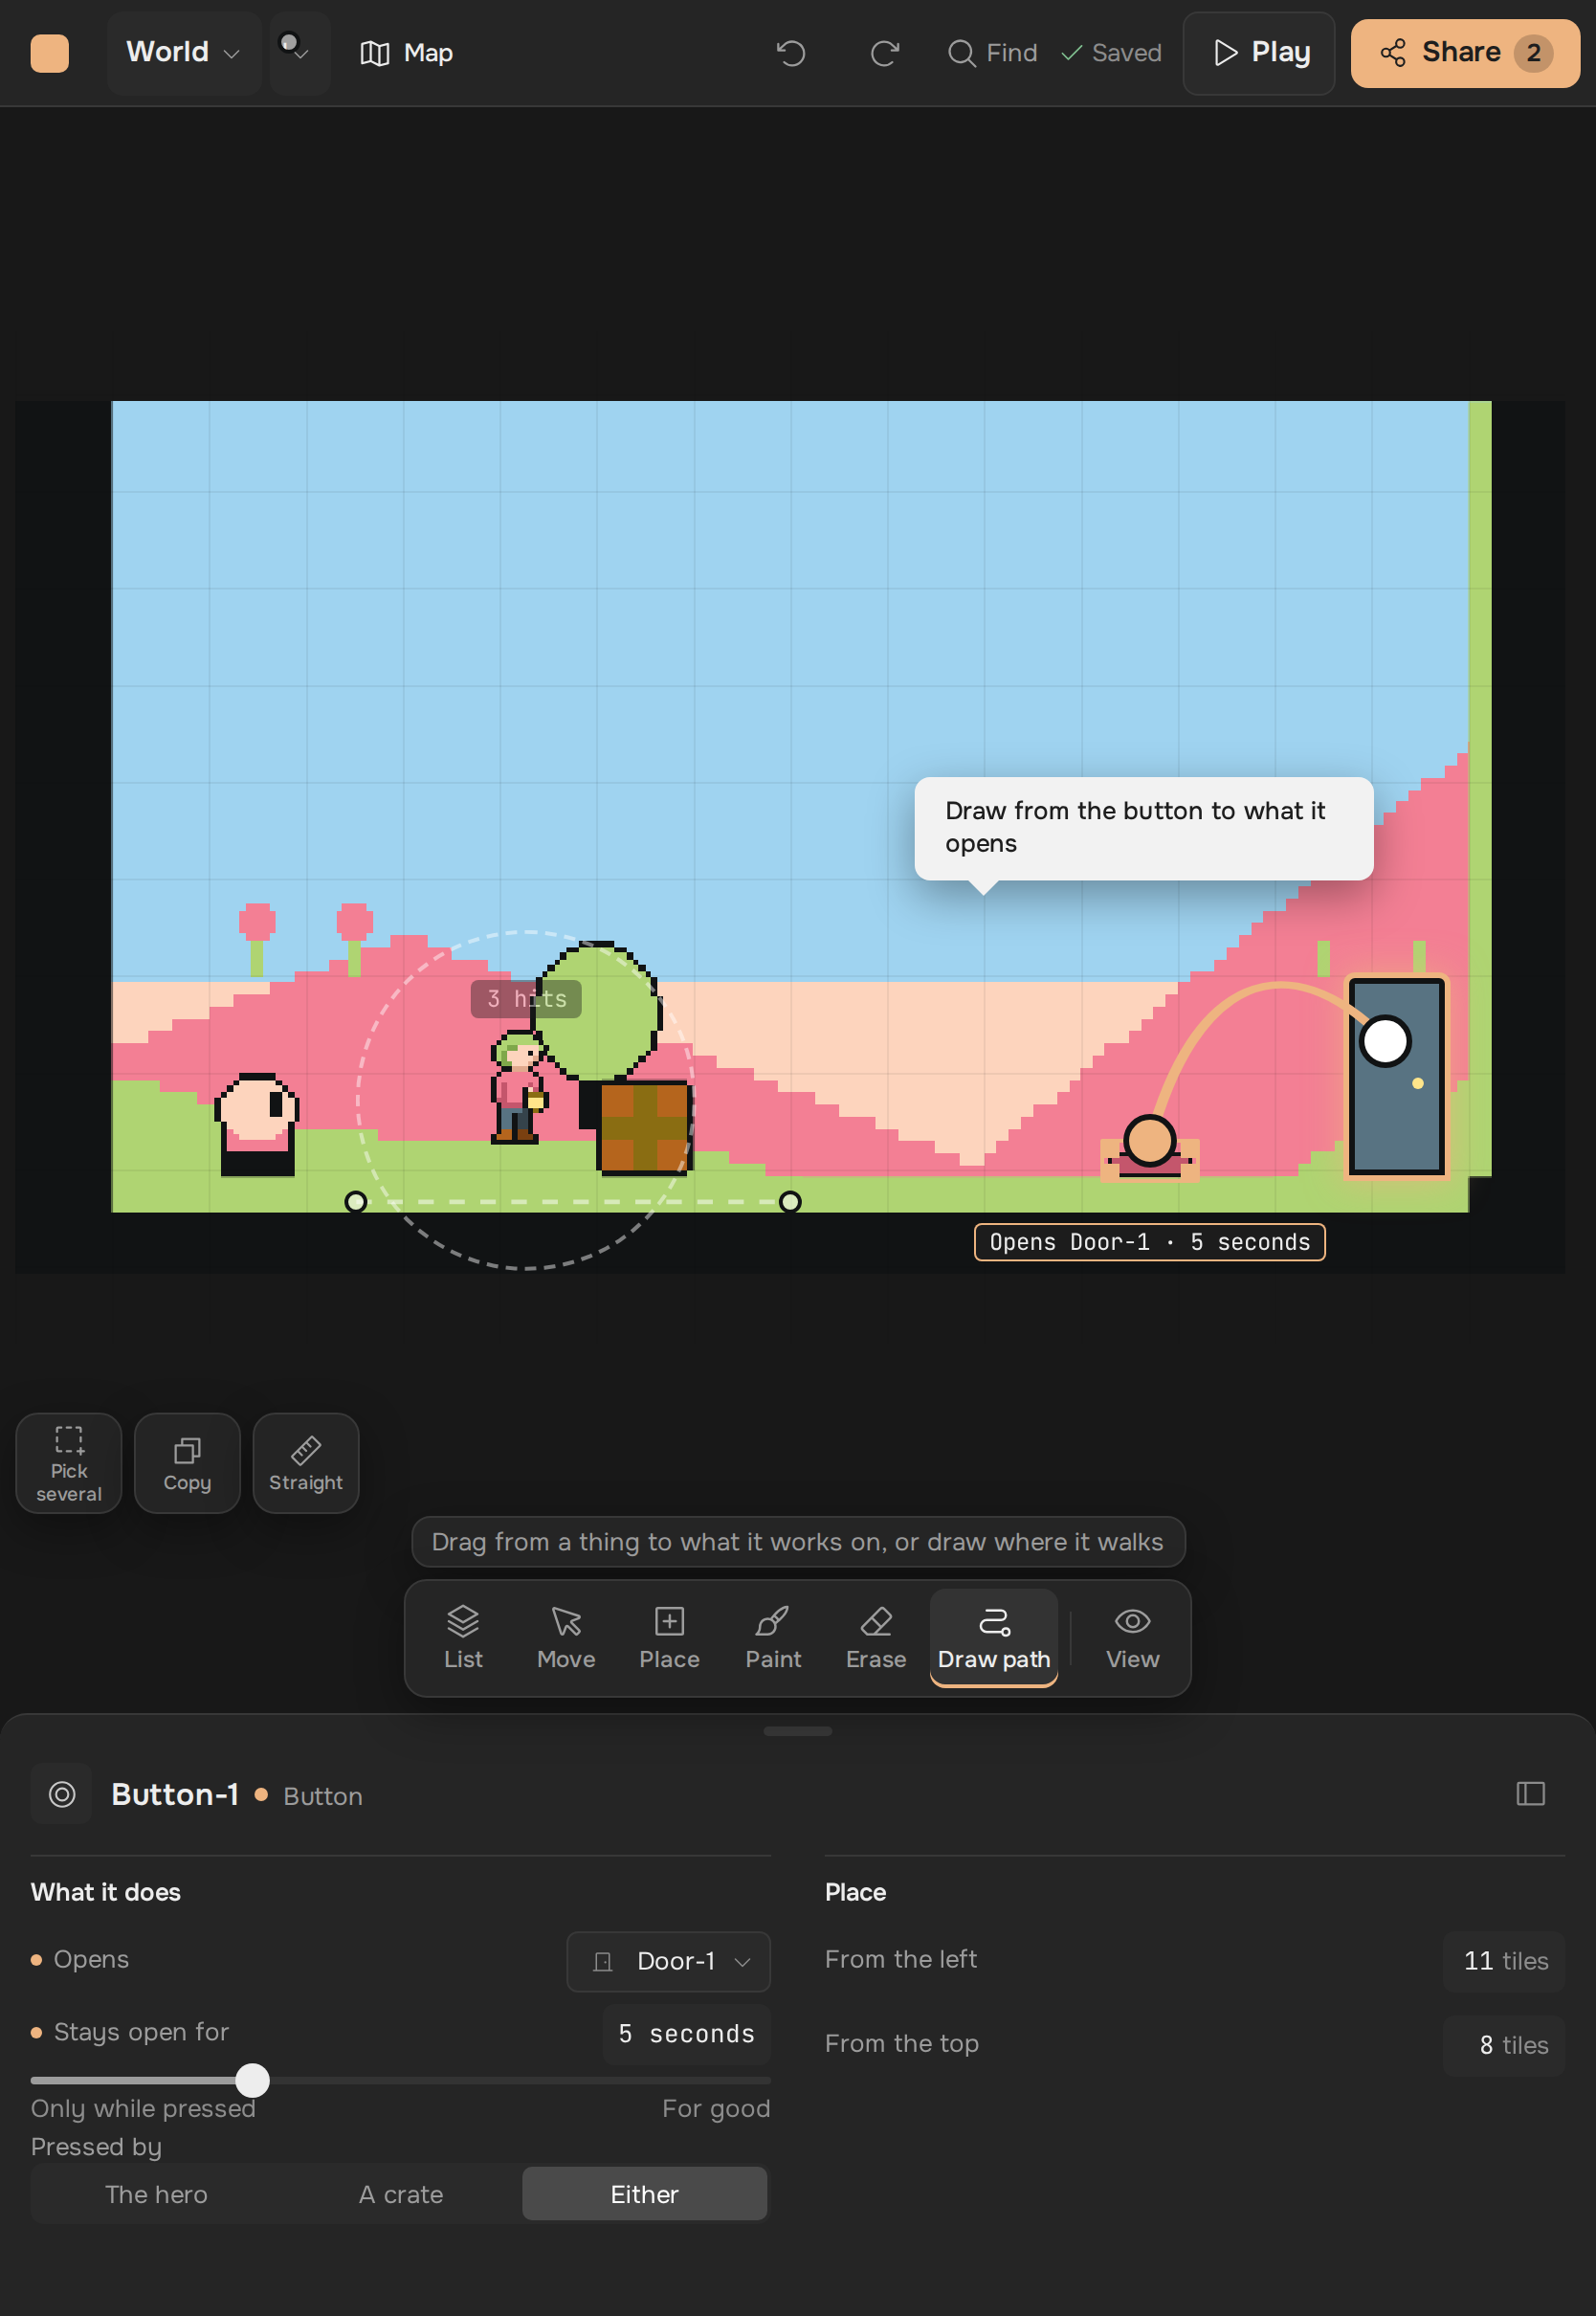 World
Map
Find
Saved
Play
Share 2
Draw from the button to what it
opens
3 hits
Opens Door-1 · 5 seconds
Pick
several
Copy
Straight
Drag from a thing to what it works on, or draw where it walks
List
Move
Place
Paint
Erase
Draw path
View
Button-1
Button
What it does
Opens
Door-1
Stays open for
5 seconds
Only while pressed
For good
Pressed by
The hero
A crate
Either
Place
From the left
11 tiles
From the top
8 tiles